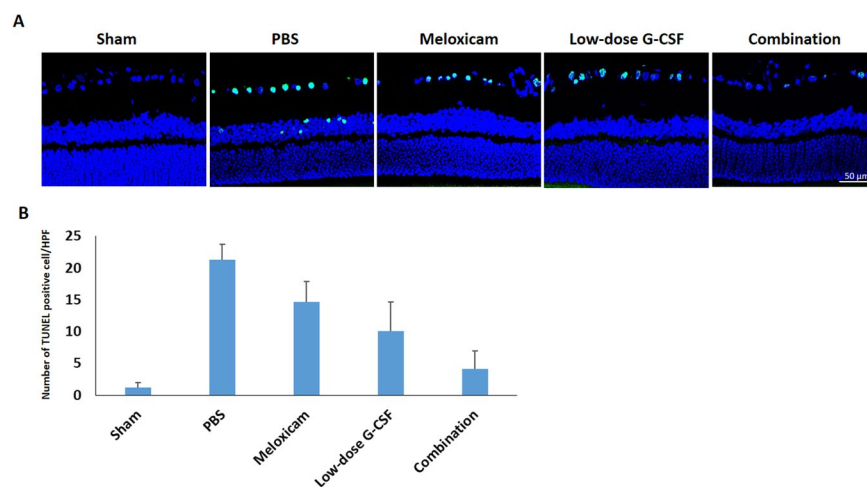 A
Sham PBS Meloxicam Low-dose G-CSF Combination
50 µm
B
Number of TUNEL positive cell/HPF
25
20
15
10
5
0
Sham
PBS
Meloxicam
Low-dose G-CSF
Combination